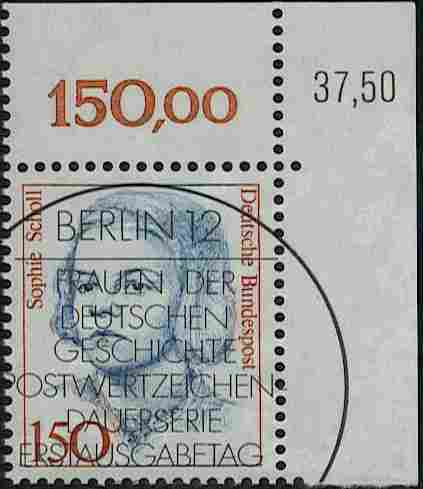 150,00
37,50
Sophie Scholl
Deutsche Bundespost
BERLIN 12
FRAUEN DER
DEUTSCHEN
GESCHICHTE
POSTWERTZEICHEN-
DAUERSERIE
ERSTAUSGABETAG
150